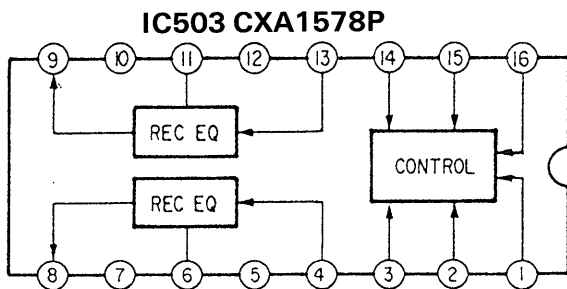 IC503 CXA1578P
9 10 11 12 13 14 15 16
REC EQ
CONTROL
REC EQ
8 7 6 5 4 3 2 1